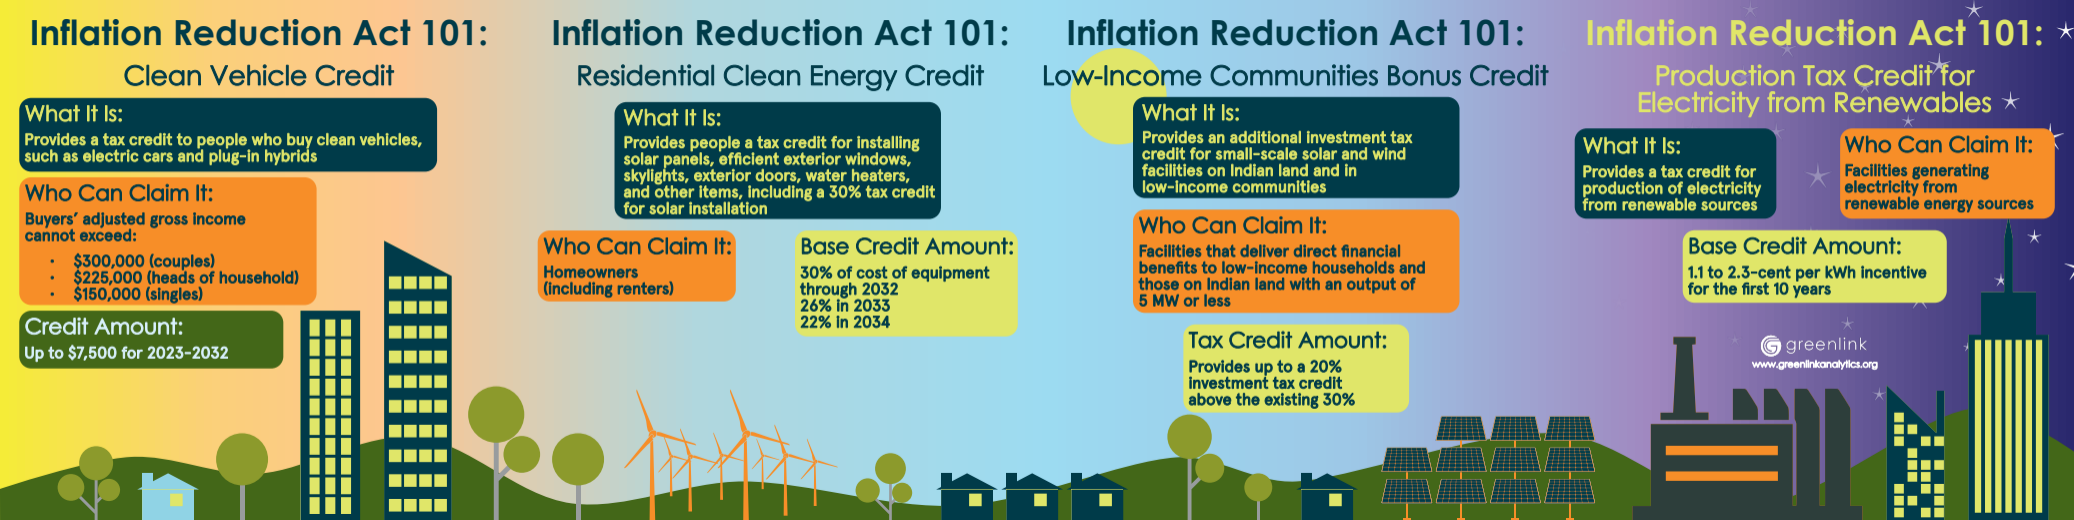 Inflation Reduction Act 101:
Clean Vehicle Credit
What It Is:
Provides a tax credit to people who buy clean vehicles,
such as electric cars and plug-in hybrids
Who Can Claim It:
Buyers' adjusted gross income
cannot exceed:
• $300,000 (couples)
• $225,000 (heads of household)
• $150,000 (singles)
Credit Amount:
Up to $7,500 for 2023-2032
Inflation Reduction Act 101:
Residential Clean Energy Credit
What It Is:
Provides people a tax credit for installing
solar panels, efficient exterior windows,
skylights, exterior doors, water heaters,
and other items, including a 30% tax credit
for solar installation
Who Can Claim It:
Homeowners
(including renters)
Base Credit Amount:
30% of cost of equipment
through 2032
26% in 2033
22% in 2034
Inflation Reduction Act 101:
Low-Income Communities Bonus Credit
What It Is:
Provides an additional investment tax
credit for small-scale solar and wind
facilities on Indian land and in
low-income communities
Who Can Claim It:
Facilities that deliver direct financial
benefits to low-income households and
those on Indian land with an output of
5 MW or less
Tax Credit Amount:
Provides up to a 20%
investment tax credit
above the existing 30%
Inflation Reduction Act 101:
Production Tax Credit for
Electricity from Renewables
What It Is:
Provides a tax credit for
production of electricity
from renewable sources
Who Can Claim It:
Facilities generating
electricity from
renewable energy sources
Base Credit Amount:
1.1 to 2.3-cent per kWh incentive
for the first 10 years
greenlink
www.greenlinkanalytics.org